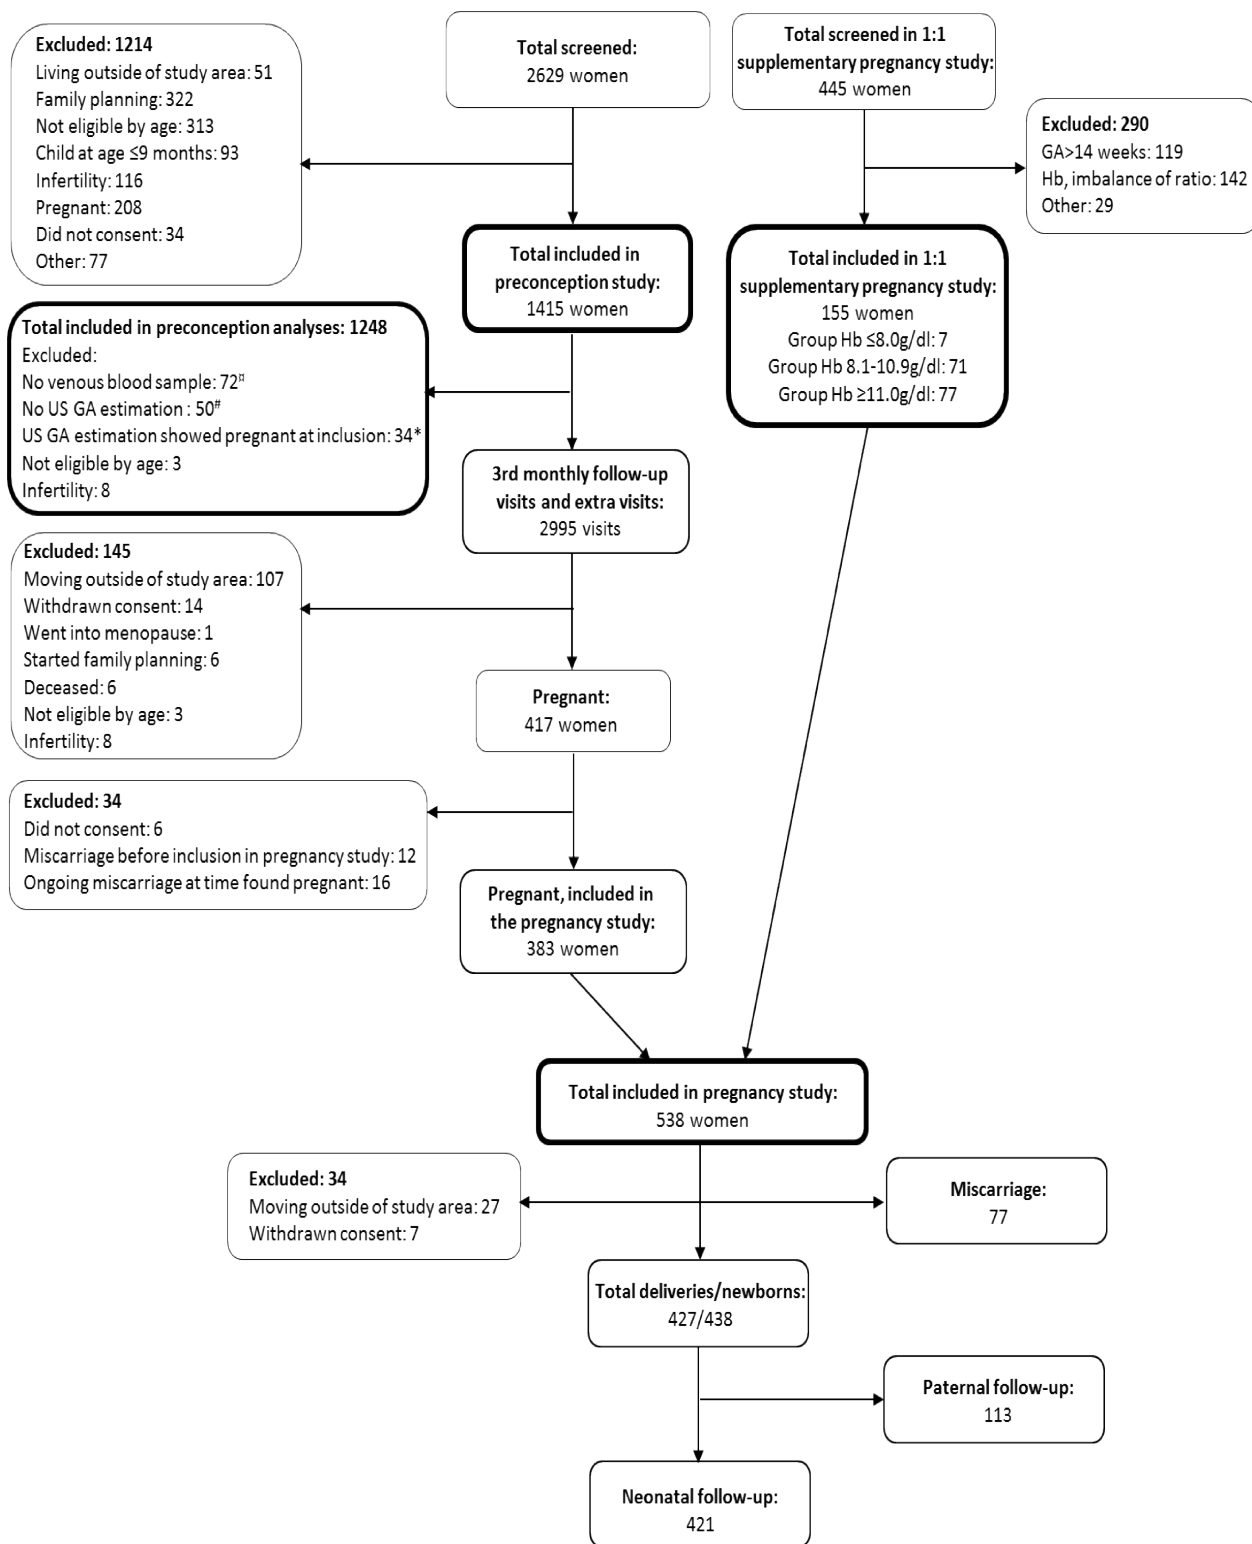 Excluded: 1214
Living outside of study area: 51
Family planning: 322
Not eligible by age: 313
Child at age ≤9 months: 93
Infertility: 116
Pregnant: 208
Did not consent: 34
Other: 77
Total screened:
2629 women
Total screened in 1:1
supplementary pregnancy study:
445 women
Excluded: 290
GA>14 weeks: 119
Hb, imbalance of ratio: 142
Other: 29
Total included in
preconception study:
1415 women
Total included in 1:1
supplementary pregnancy study:
155 women
Group Hb ≤8.0g/dl: 7
Group Hb 8.1-10.9g/dl: 71
Group Hb ≥11.0g/dl: 77
Total included in preconception analyses: 1248
Excluded:
No venous blood sample: 72¤
No US GA estimation : 50#
US GA estimation showed pregnant at inclusion: 34*
Not eligible by age: 3
Infertility: 8
3rd monthly follow-up
visits and extra visits:
2995 visits
Excluded: 145
Moving outside of study area: 107
Withdrawn consent: 14
Went into menopause: 1
Started family planning: 6
Deceased: 6
Not eligible by age: 3
Infertility: 8
Pregnant:
417 women
Excluded: 34
Did not consent: 6
Miscarriage before inclusion in pregnancy study: 12
Ongoing miscarriage at time found pregnant: 16
Pregnant, included in
the pregnancy study:
383 women
Total included in pregnancy study:
538 women
Excluded: 34
Moving outside of study area: 27
Withdrawn consent: 7
Miscarriage:
77
Total deliveries/newborns:
427/438
Paternal follow-up:
113
Neonatal follow-up:
421